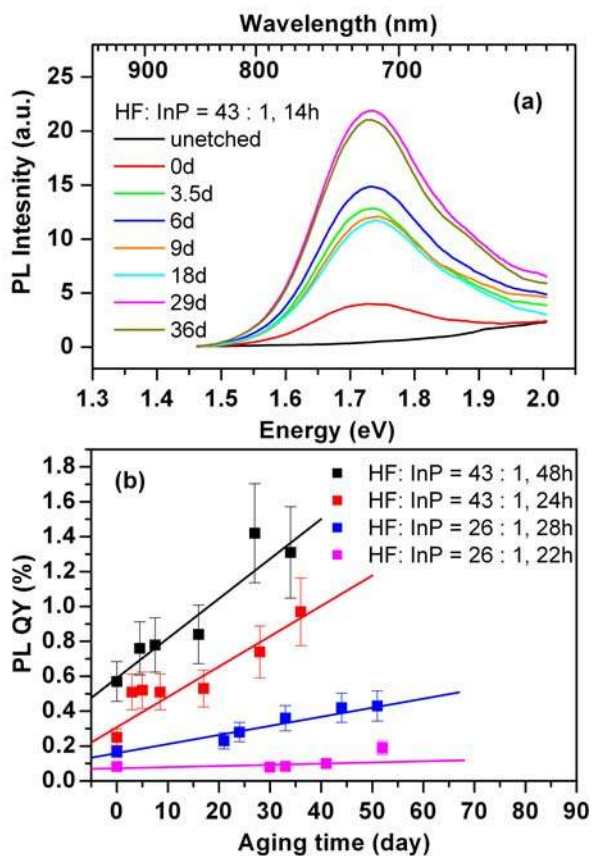 Wavelength (nm)
900 800 700
25
20
15
10
5
0
PL Intesnity (a.u.)
(a)
HF: InP = 43 : 1, 14h
unetched
0d
3.5d
6d
9d
18d
29d
36d
1.3 1.4 1.5 1.6 1.7 1.8 1.9 2.0
Energy (eV)
1.8
1.6
1.4
1.2
1.0
0.8
0.6
0.4
0.2
0.0
PL QY (%)
(b)
HF: InP = 43 : 1, 48h
HF: InP = 43 : 1, 24h
HF: InP = 26 : 1, 28h
HF: InP = 26 : 1, 22h
0 10 20 30 40 50 60 70 80 90
Aging time (day)